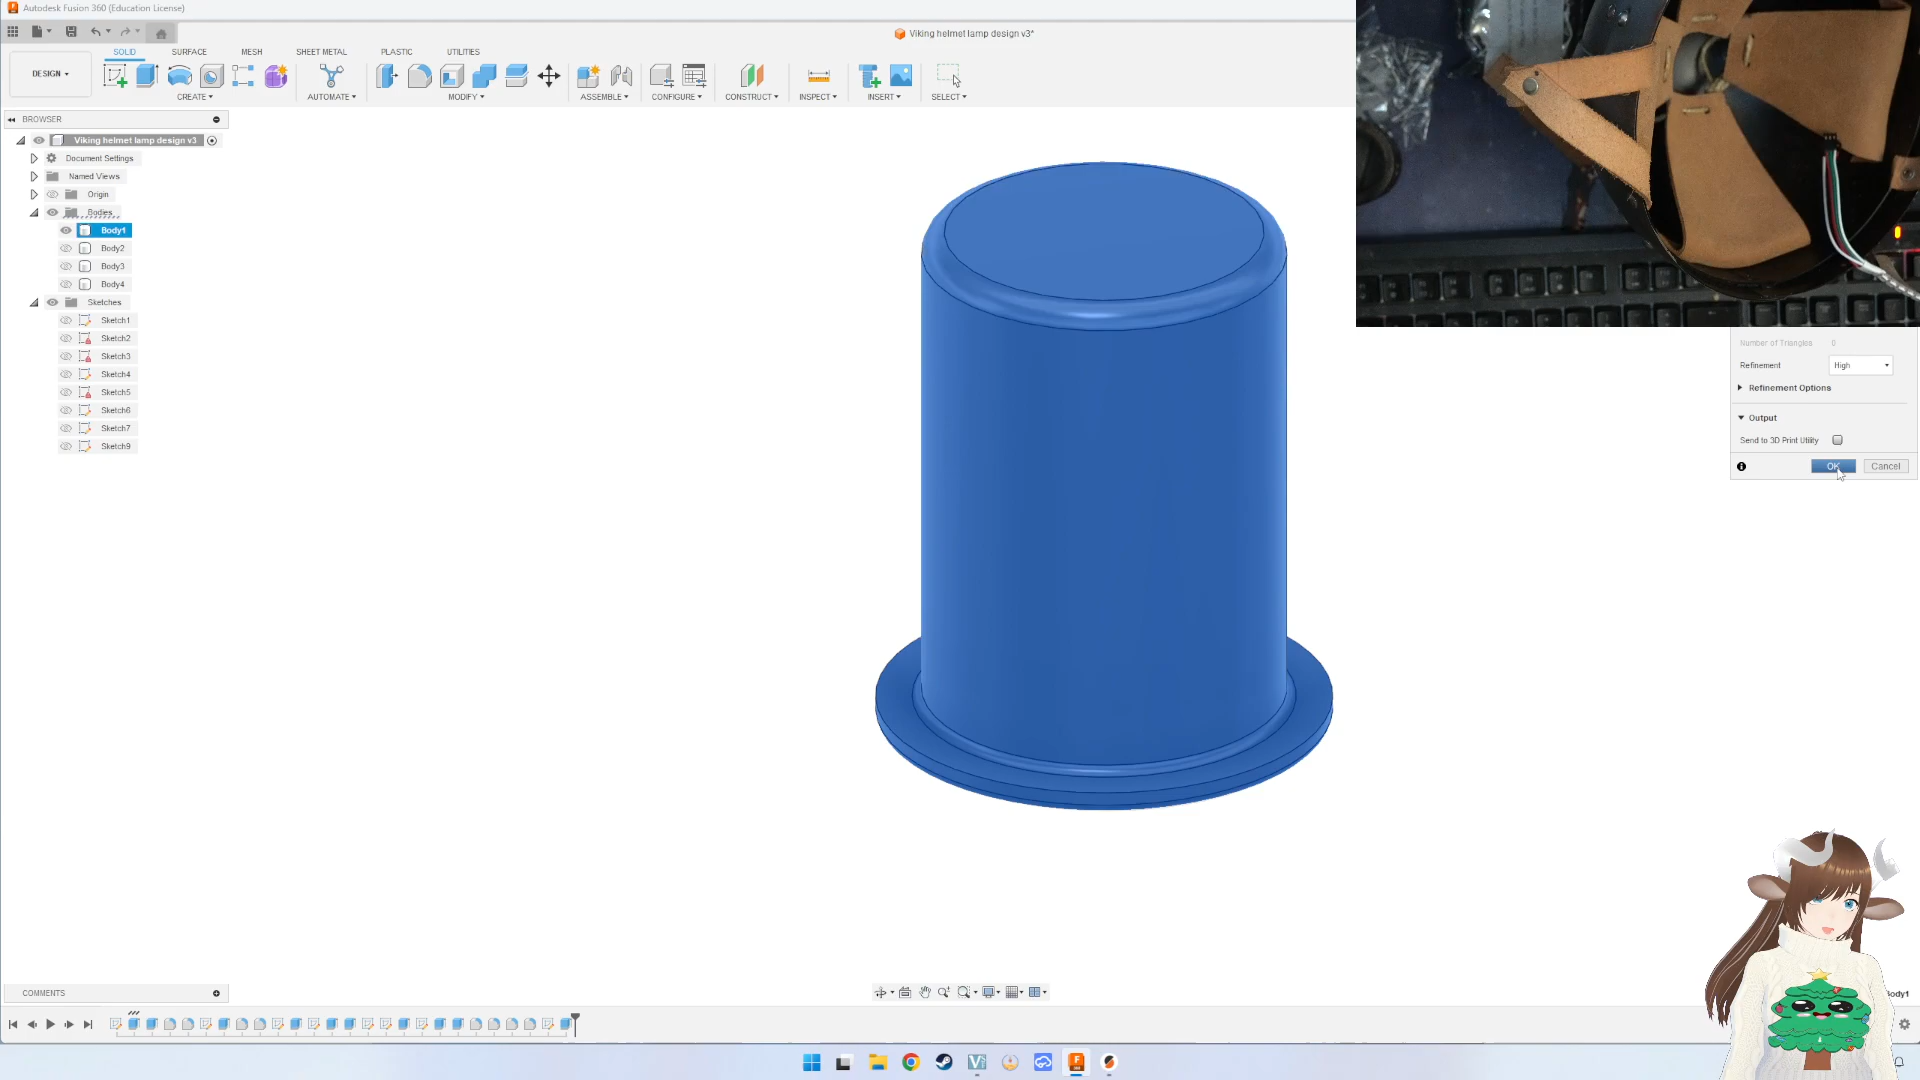 Autodesk Fusion 360 (Education License)
Viking helmet lamp design v3*
DESIGN
SOLID
SURFACE
MESH
SHEET METAL
PLASTIC
UTILITIES
CREATE
AUTOMATE
MODIFY
ASSEMBLE
CONFIGURE
CONSTRUCT
INSPECT
INSERT
SELECT
BROWSER
Viking helmet lamp design v3
Document Settings
Named Views
Origin
Bodies
Body1
Body2
Body3
Body4
Sketches
Sketch1
Sketch2
Sketch3
Sketch4
Sketch5
Sketch6
Sketch7
Sketch9
Number of Triangles 0
Refinement High
Refinement Options
Output
Send to 3D Print Utility
OK Cancel
COMMENTS
Body1